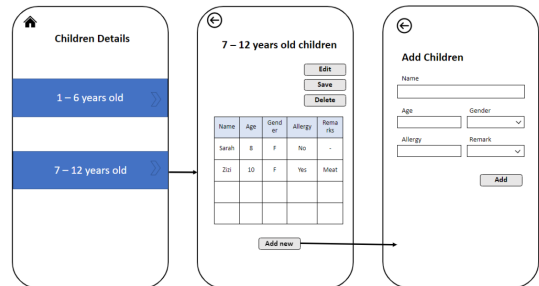 Children Details
1 – 6 years old
7 – 12 years old
7 – 12 years old children
Edit
Save
Delete
Name Age Gend er Allergy Rema rks
Sarah 8 F No -
Zizi 10 F Yes Meat
Add new
Add Children
Name
Age Gender
Allergy Remark
Add